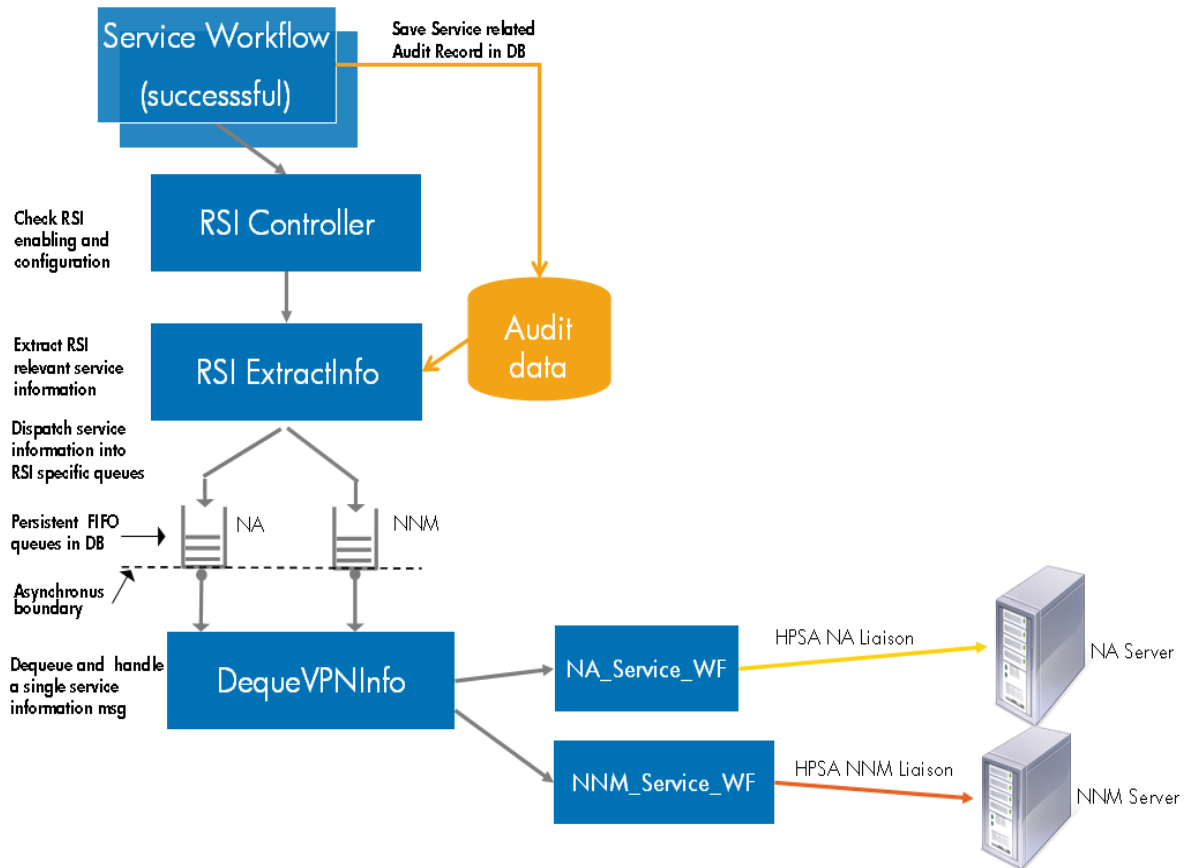 Service Workflow
(successsful)
Save Service related
Audit Record in DB
Check RSI
enabling and
configuration
RSI Controller
Extract RSI
relevant service
information
RSI ExtractInfo
Audit
data
Dispatch service
information into
RSI specific queues
Persistent FIFO
queues in DB
NA
NNM
Asynchronus
boundary
Dequeue and handle
a single service
information msg
DequeVPNInfo
NA_Service_WF
HPSA NA Liaison
NA Server
NNM_Service_WF
HPSA NNM Liaison
NNM Server